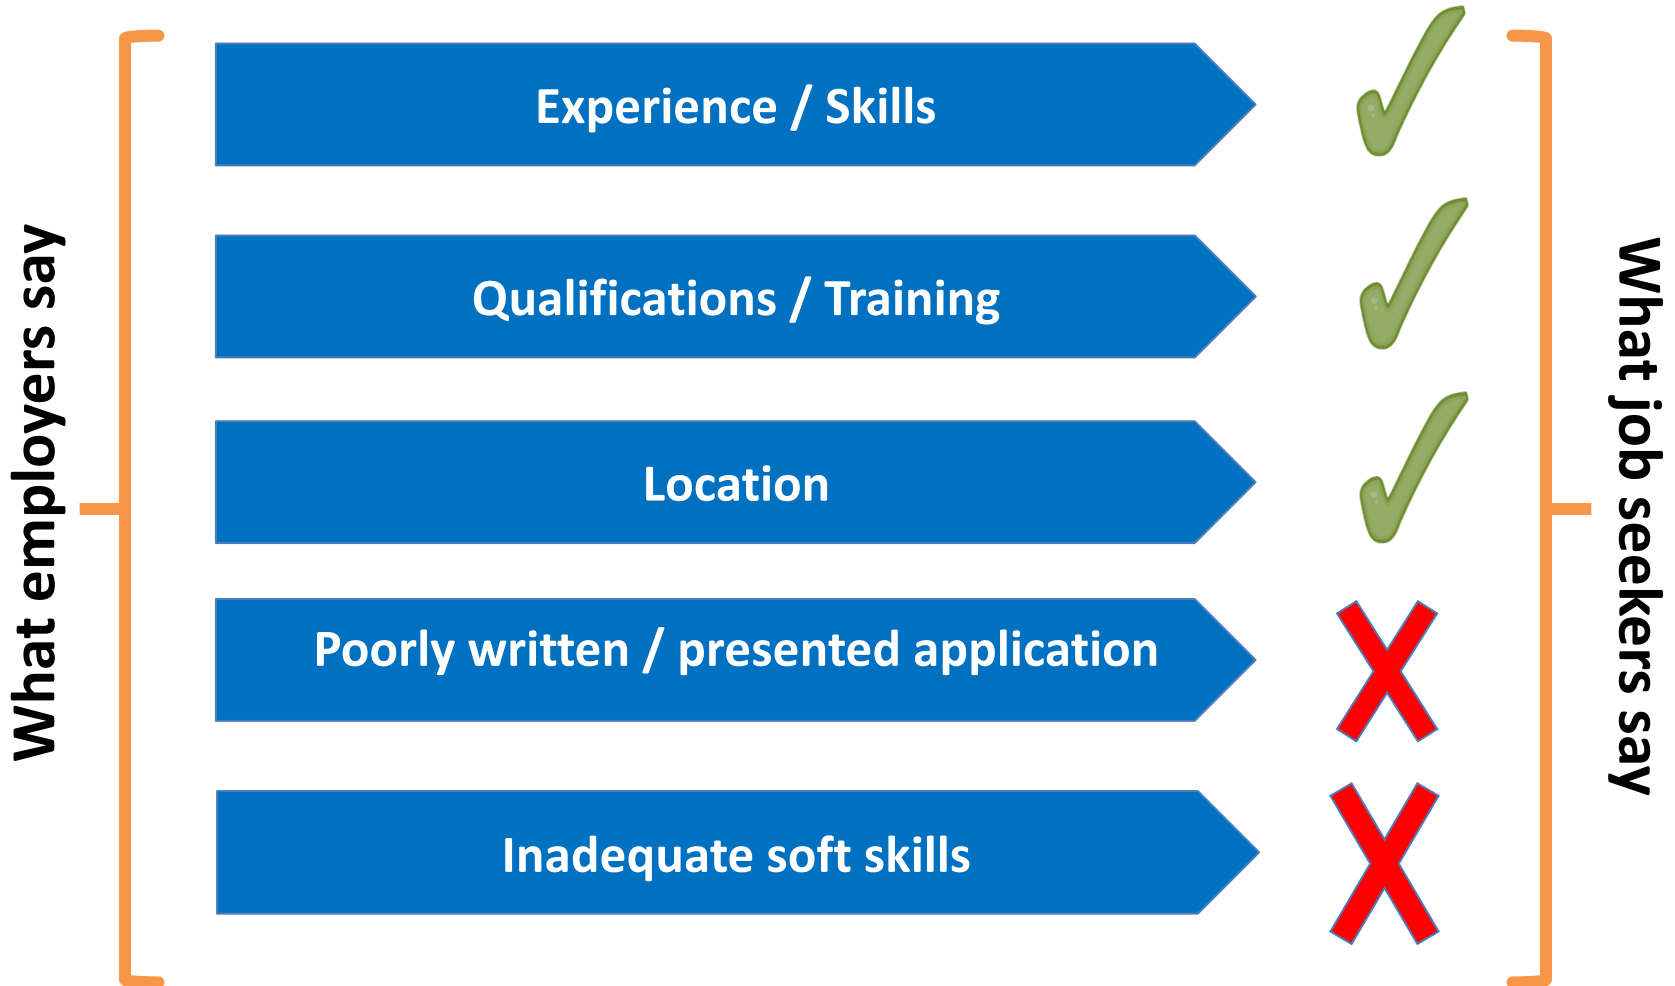 What employers say
Experience / Skills
Qualifications / Training
Location
Poorly written / presented application
Inadequate soft skills
What job seekers say